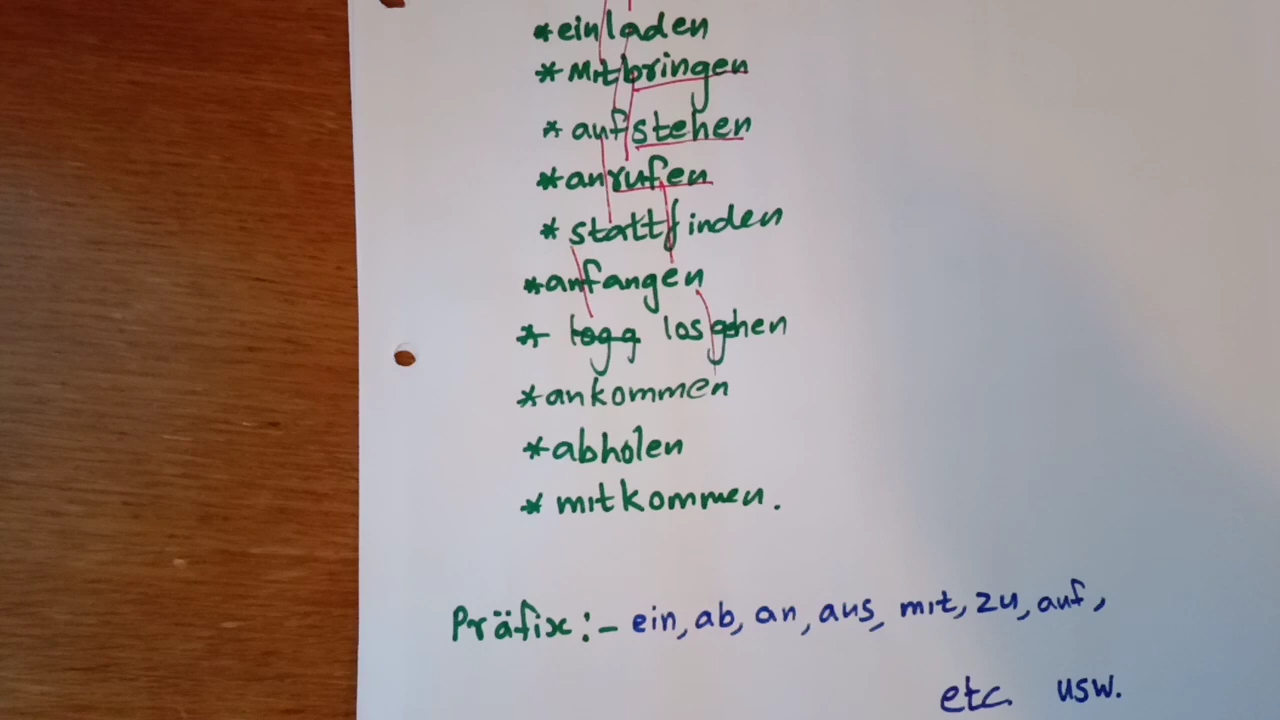 *einladen
*Mitbringen
*aufstehen
*anrufen
*stattfinden
*anfangen
* losgehen
*ankommen
*abholen
*mitkommen.
Präfix:- ein, ab, an, aus, mit, zu, auf,
etc. usw.